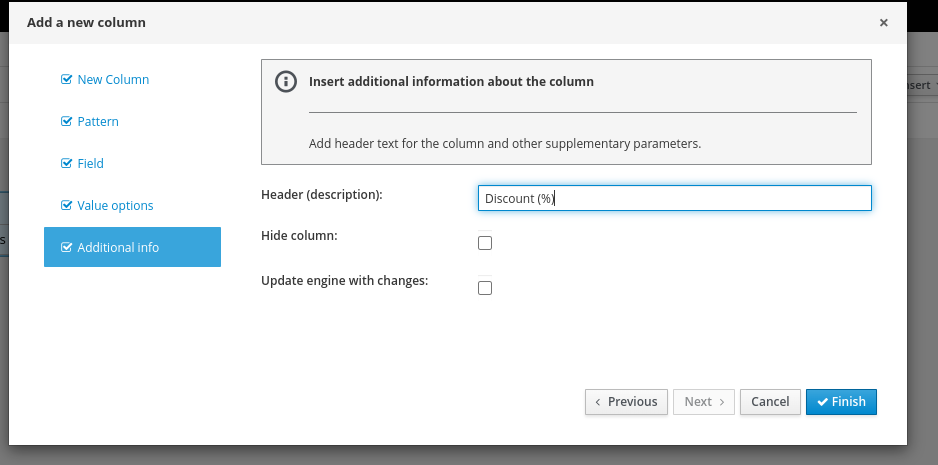 Add a new column
×
New Column
Pattern
Field
Value options
Additional info
Insert additional information about the column
Add header text for the column and other supplementary parameters.
Header (description): Discount (%)
Hide column:
Update engine with changes:
Previous Next Cancel Finish